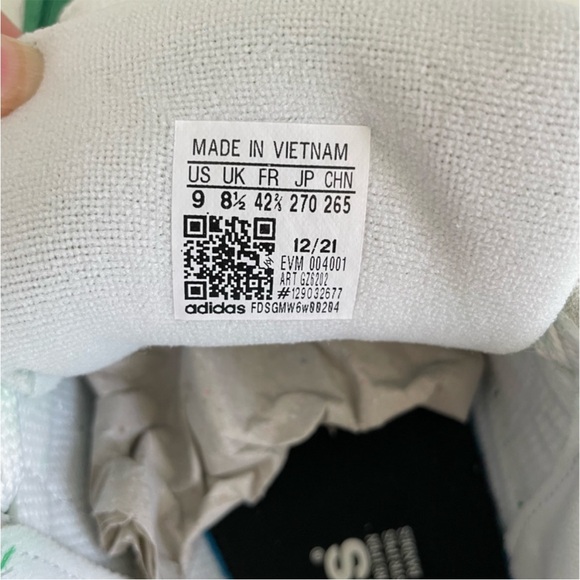 MADE IN VIETNAM
US UK FR JP CHN
9 8½ 42⅔ 270 265
12/21
EVM 004001
ART GZ6202
#129032677
adidas FDSGMW6w00204
S